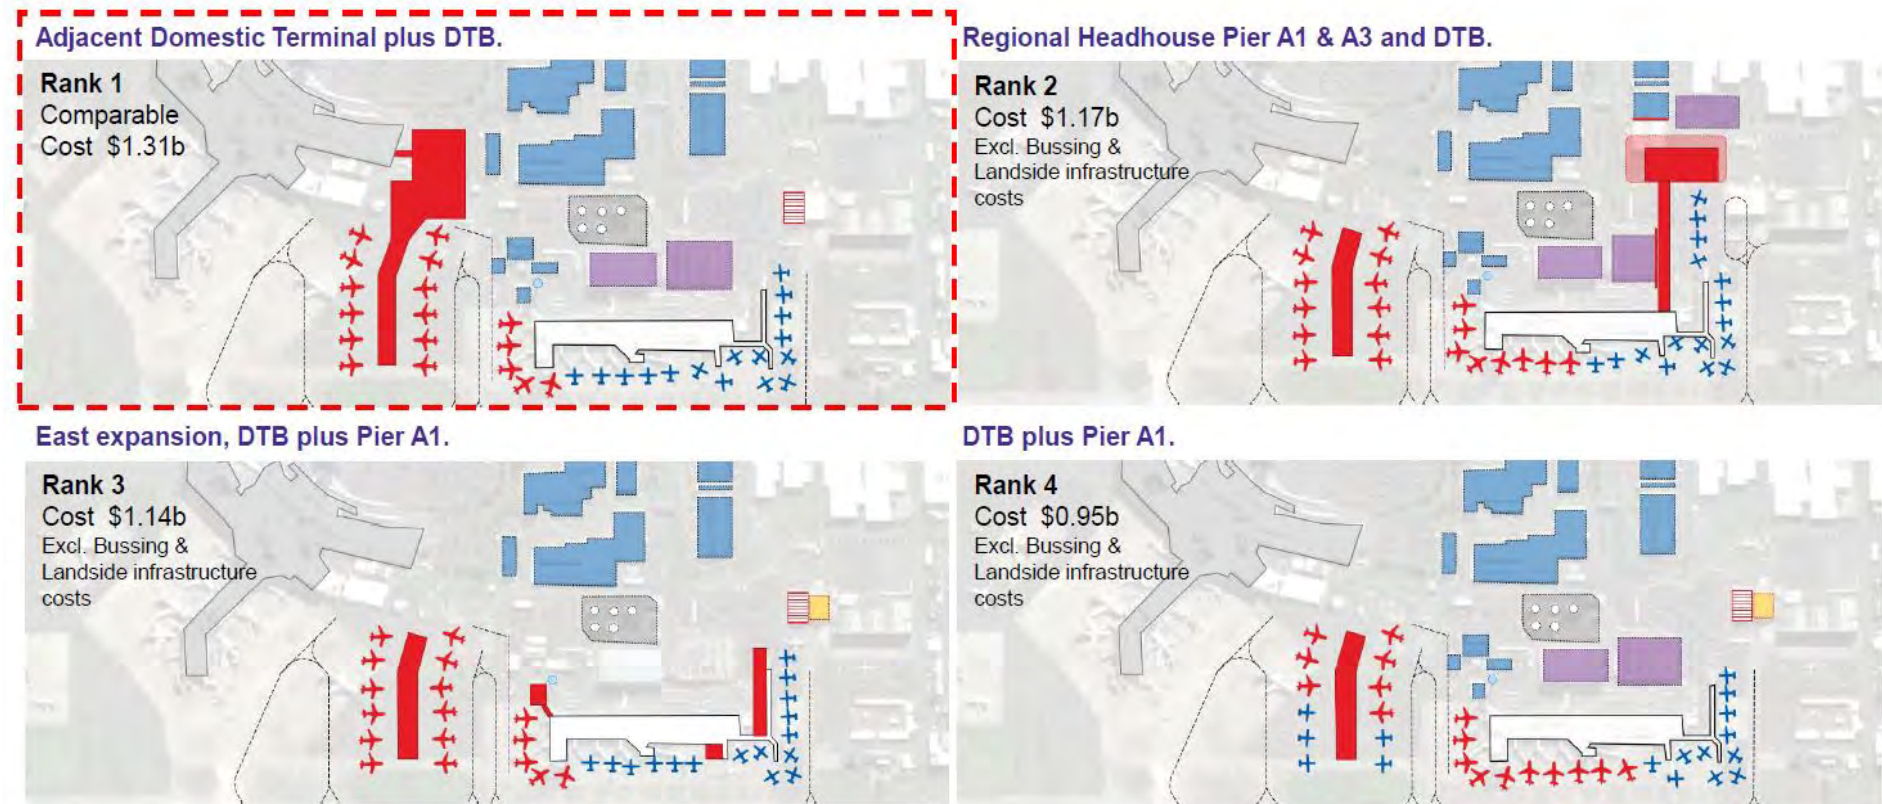 Adjacent Domestic Terminal plus DTB.
Rank 1
Comparable
Cost $1.31b
Regional Headhouse Pier A1 & A3 and DTB.
Rank 2
Cost $1.17b
Excl. Bussing &
Landside infrastructure
costs
East expansion, DTB plus Pier A1.
Rank 3
Cost $1.14b
Excl. Bussing &
Landside infrastructure
costs
DTB plus Pier A1.
Rank 4
Cost $0.95b
Excl. Bussing &
Landside infrastructure
costs